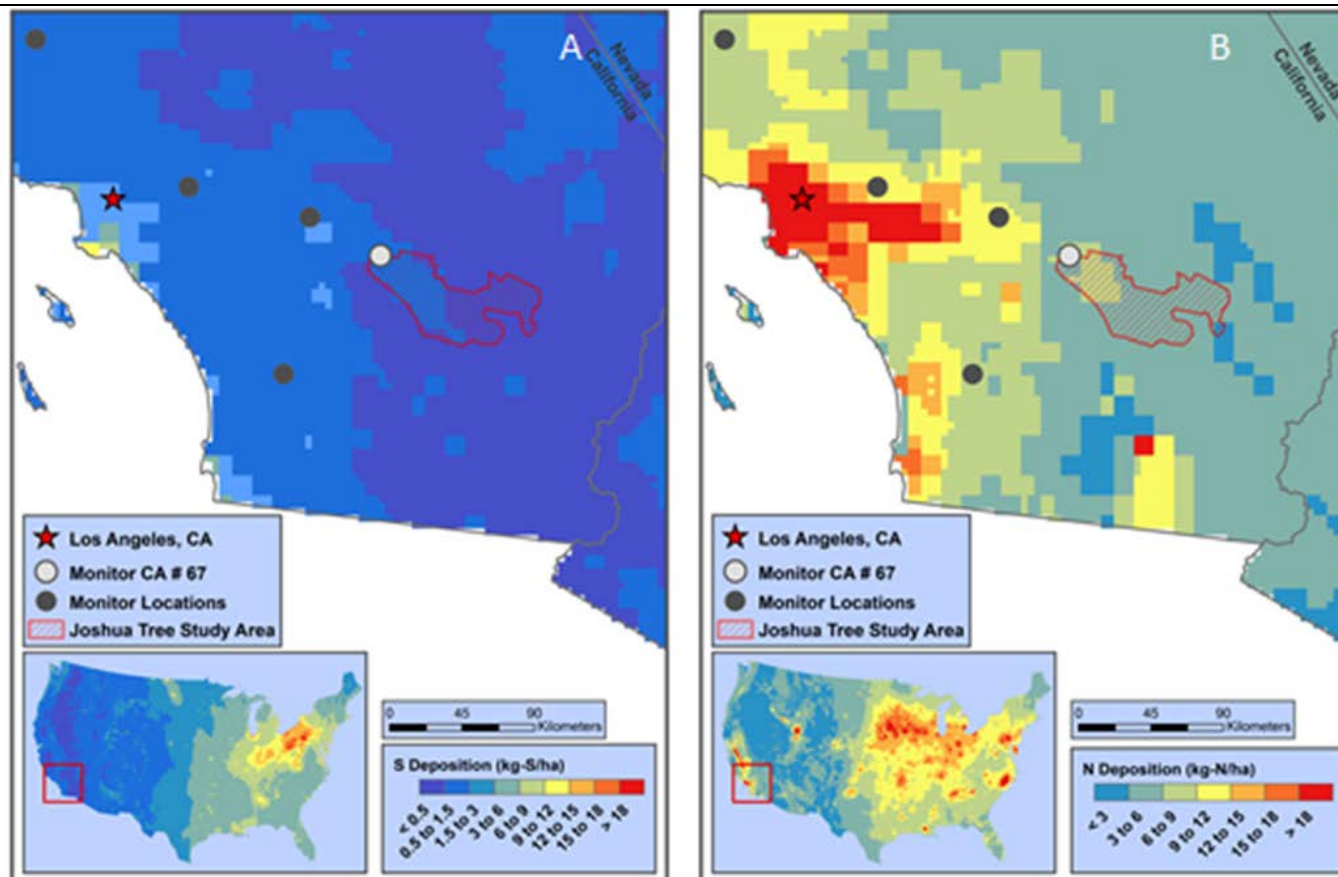 A
Nevada
California
Los Angeles, CA
Monitor CA # 67
Monitor Locations
Joshua Tree Study Area
0 45 90
Kilometers
S Deposition (kg-S/ha)
< 0.5
0.5 to 1.5
1.5 to 3
3 to 6
6 to 9
9 to 12
12 to 15
15 to 18
> 18
B
Nevada
California
Los Angeles, CA
Monitor CA # 67
Monitor Locations
Joshua Tree Study Area
0 45 90
Kilometers
N Deposition (kg-N/ha)
< 3
3 to 6
6 to 9
9 to 12
12 to 15
15 to 18
> 18